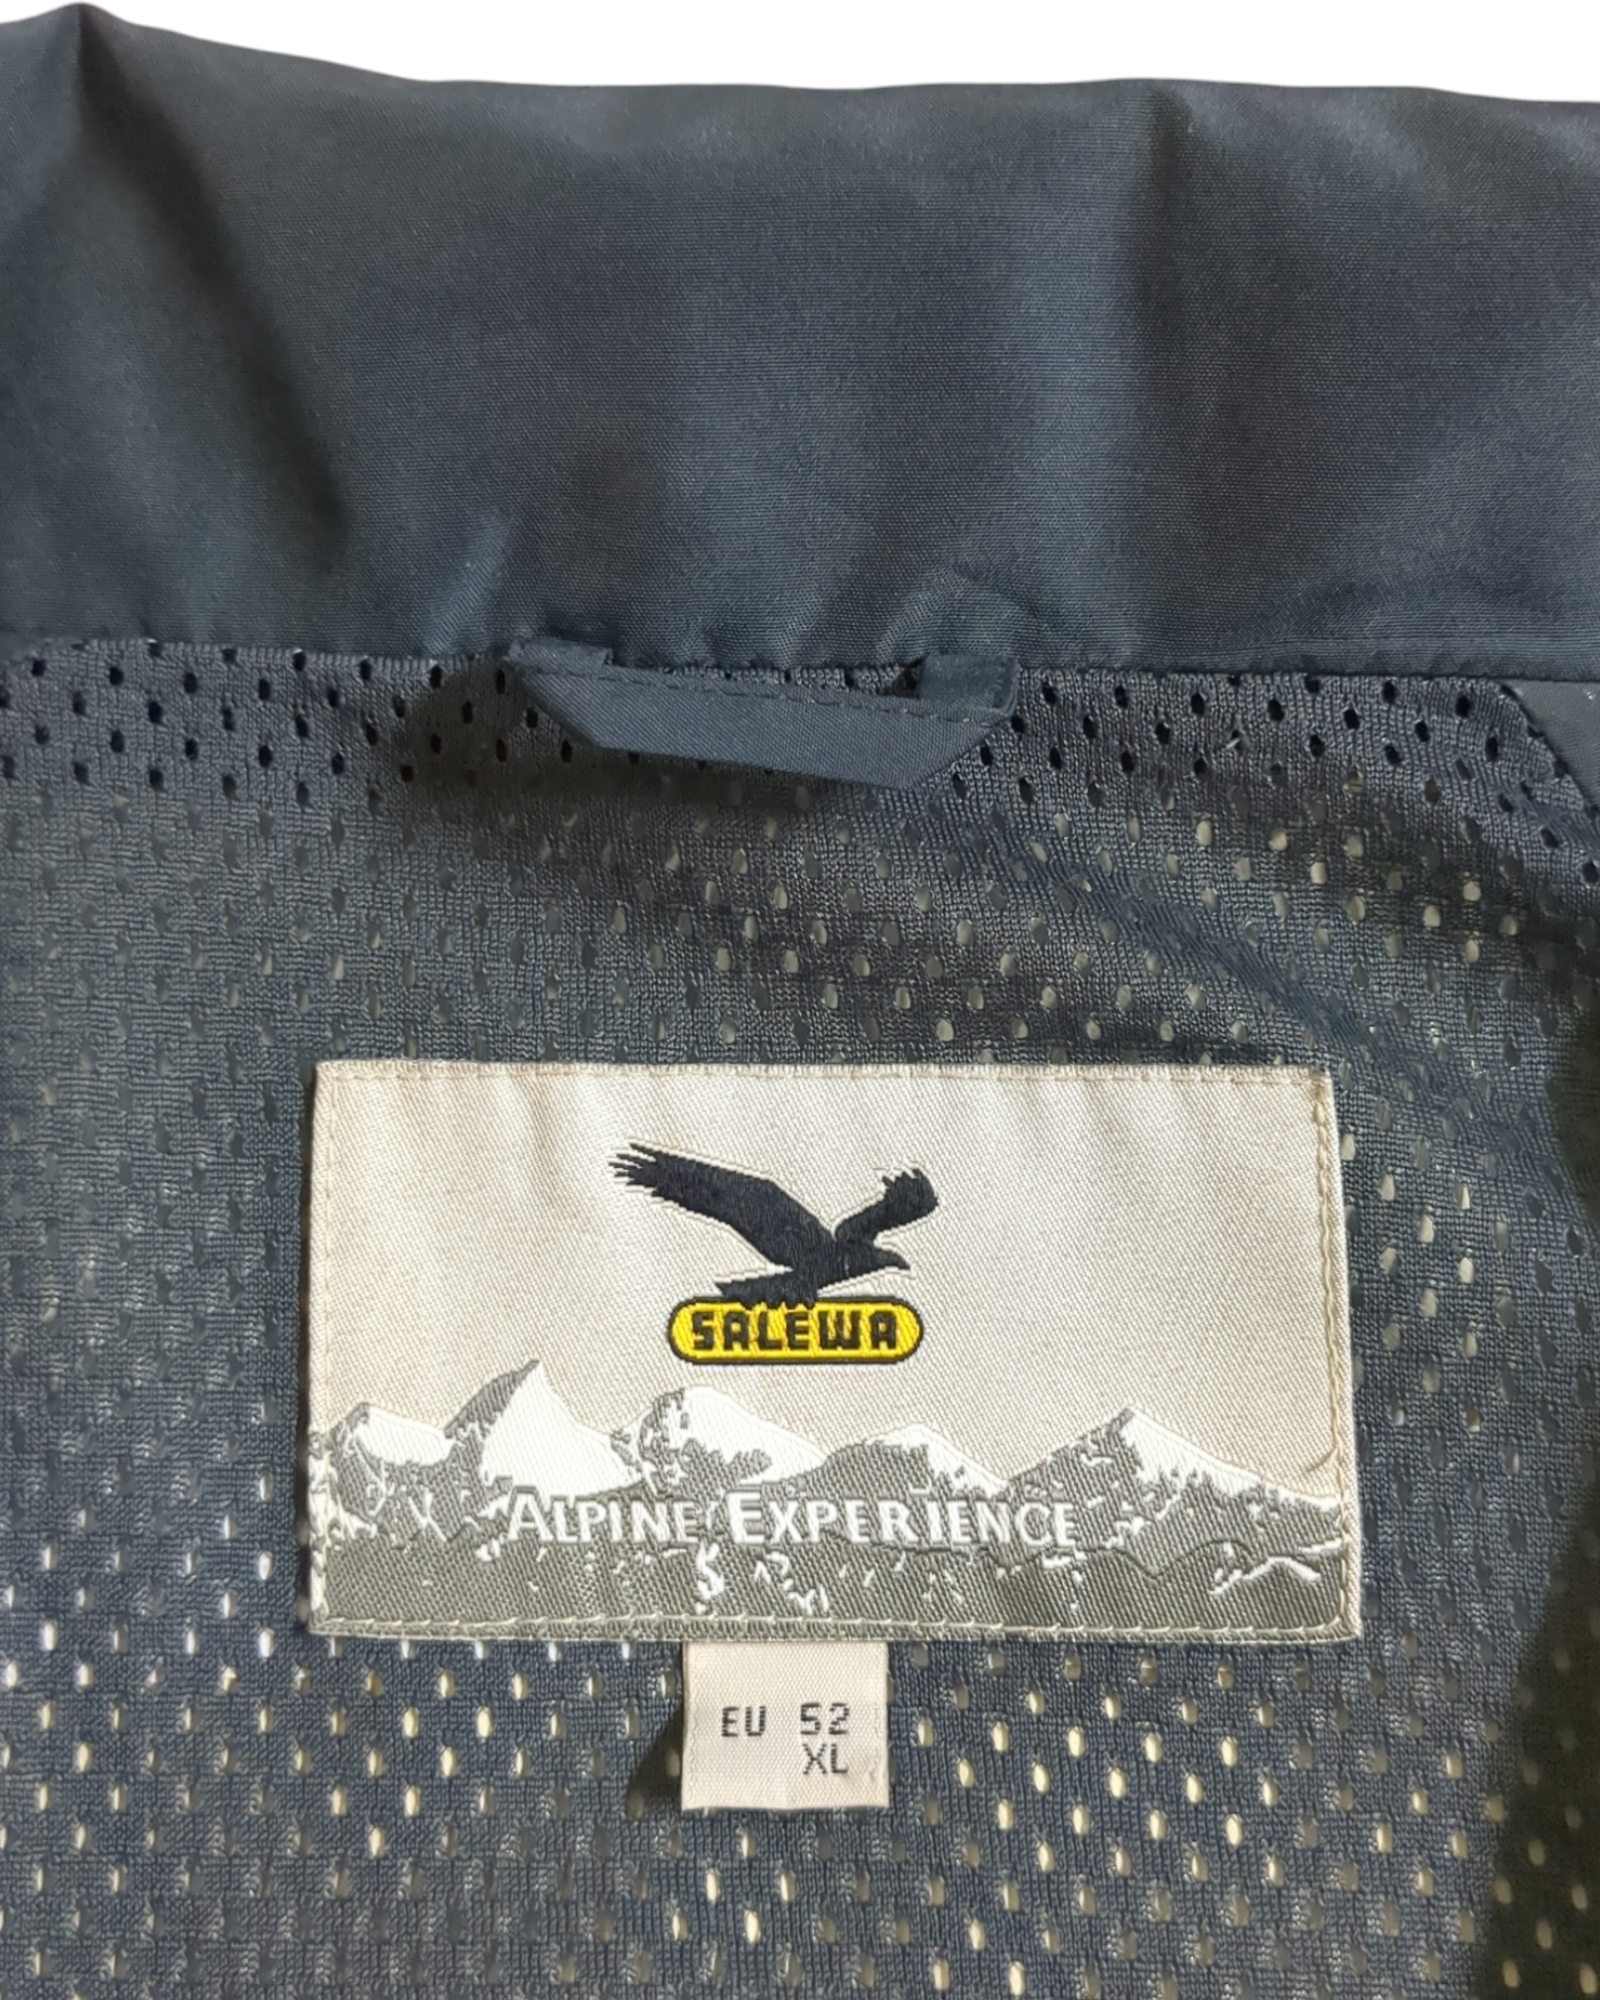 SALEWA
ALPINE EXPERIENCE
EU 52
XL